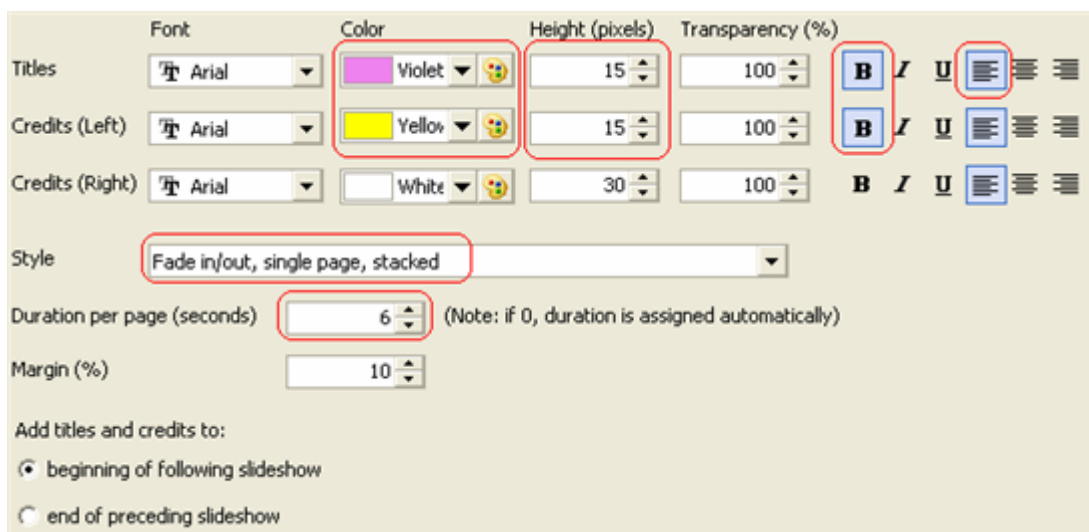 Font Color Height (pixels) Transparency (%)
Titles Arial Violet 15 100 B I U
Credits (Left) Arial Yellow 15 100 B I U
Credits (Right) Arial White 30 100 B I U
Style Fade in/out, single page, stacked
Duration per page (seconds) 6 (Note: if 0, duration is assigned automatically)
Margin (%) 10
Add titles and credits to:
beginning of following slideshow
end of preceding slideshow